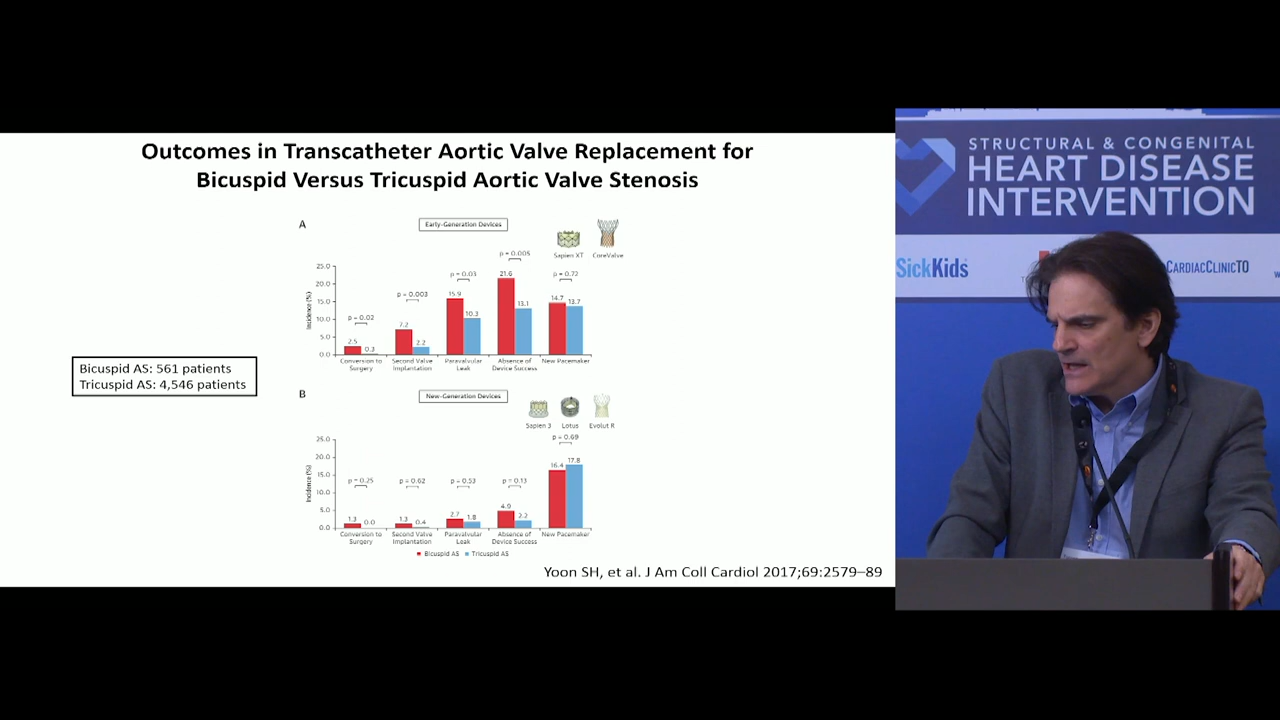 Outcomes in Transcatheter Aortic Valve Replacement for
Bicuspid Versus Tricuspid Aortic Valve Stenosis
A
Early-Generation Devices
Sapien XT
CoreValve
Incidence (%)
25.0
20.0
15.0
10.0
5.0
0.0
p = 0.02
2.5
0.3
p = 0.003
7.2
2.2
p = 0.03
15.9
10.3
p = 0.005
21.6
13.1
p = 0.72
14.7
13.7
Conversion to
Surgery
Second Valve
Implantation
Paravalvular
Leak
Absence of
Device Success
New Pacemaker
Bicuspid AS: 561 patients
Tricuspid AS: 4,546 patients
B
New-Generation Devices
Sapien 3
Lotus
Evolut R
Incidence (%)
25.0
20.0
15.0
10.0
5.0
0.0
p = 0.25
1.3
0.0
p = 0.62
1.3
0.4
p = 0.53
2.7
1.8
p = 0.13
4.9
2.2
p = 0.69
16.4
17.8
Conversion to
Surgery
Second Valve
Implantation
Paravalvular
Leak
Absence of
Device Success
New Pacemaker
Bicuspid AS
Tricuspid AS
Yoon SH, et al. J Am Coll Cardiol 2017;69:2579–89
STRUCTURAL & CONGENITAL
HEART DISEASE
INTERVENTION
SickKids
CARDIACCLINICTO